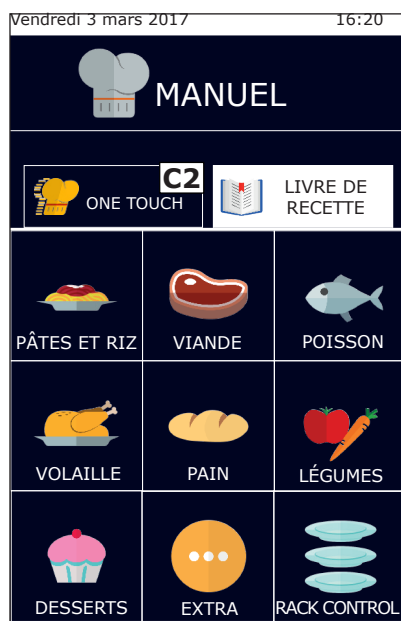 Vendredi 3 mars 2017 16:20
MANUEL
C2
ONE TOUCH
LIVRE DE
RECETTE
PÂTES ET RIZ VIANDE POISSON
VOLAILLE PAIN LÉGUMES
DESSERTS EXTRA RACK CONTROL